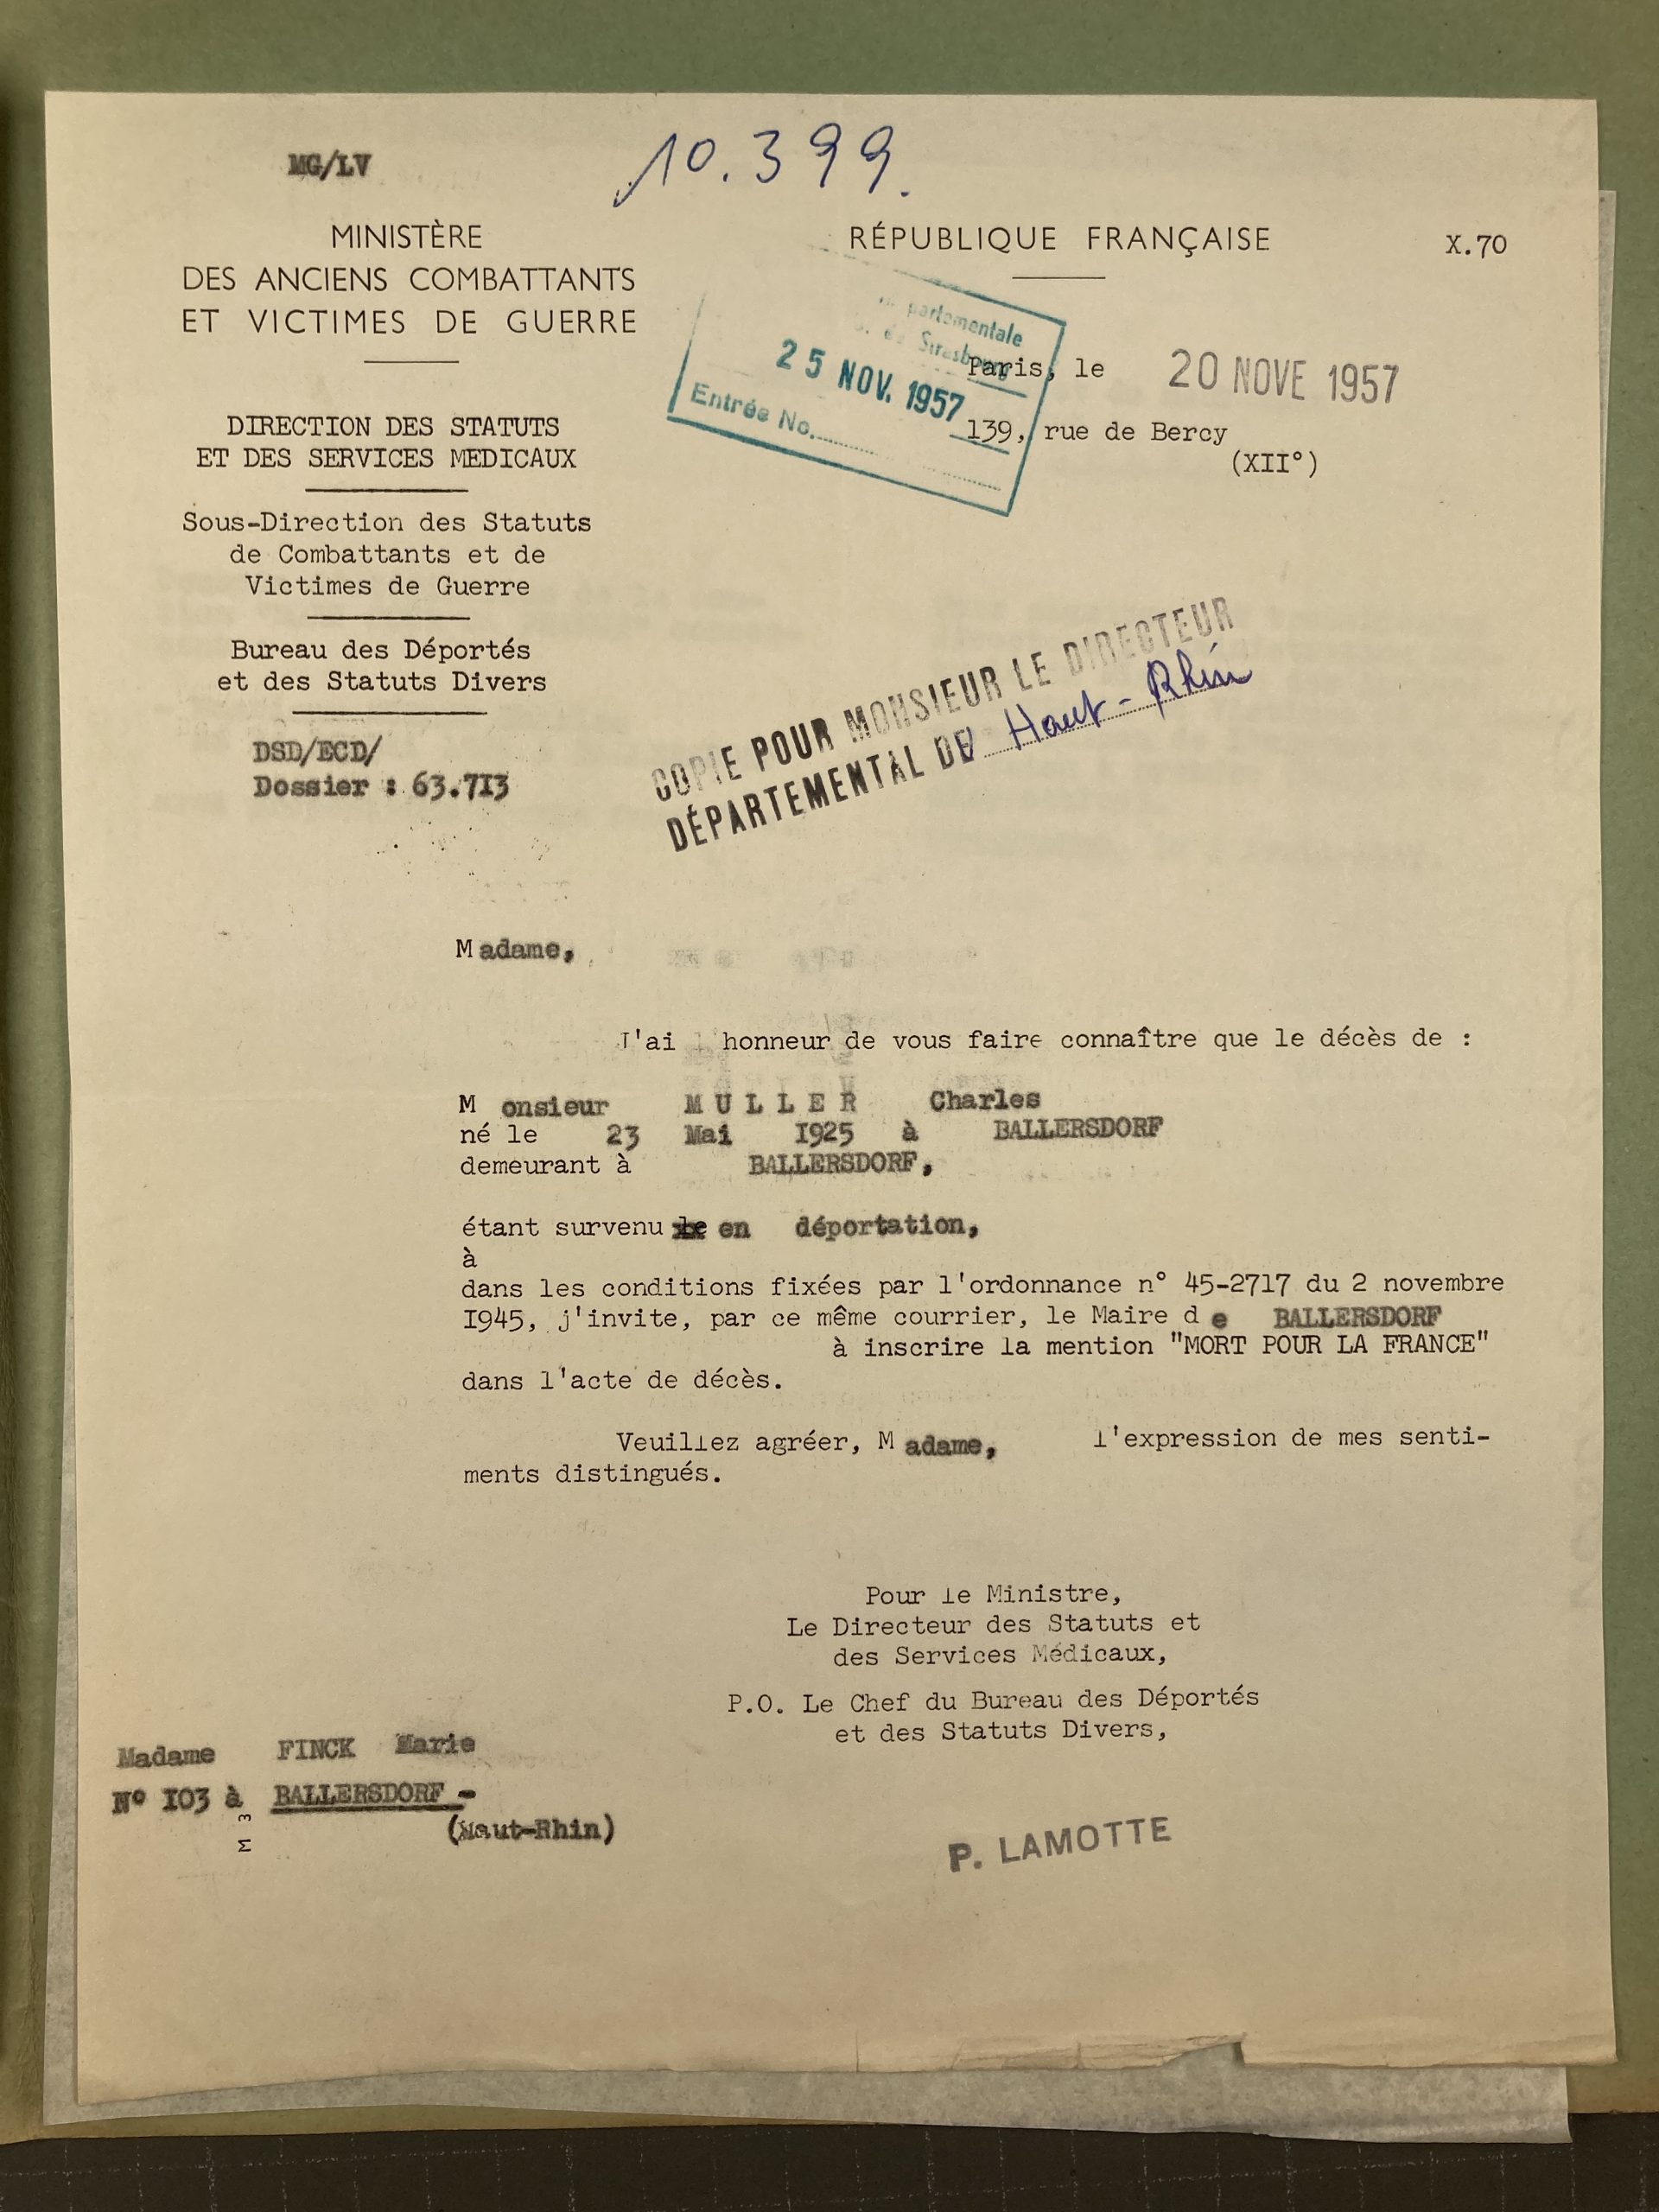 MG/LV
10.399.
MINISTÈRE
DES ANCIENS COMBATTANTS
ET VICTIMES DE GUERRE
RÉPUBLIQUE FRANÇAISE
X.70
partementale
de Strasbourg
25 NOV. 1957
Entrée No.
Paris, le 20 NOVE 1957
139, rue de Bercy
(XII°)
DIRECTION DES STATUTS
ET DES SERVICES MEDICAUX
Sous-Direction des Statuts
de Combattants et de
Victimes de Guerre
Bureau des Déportés
et des Statuts Divers
DSD/ECD/
Dossier : 63.7I3
COPIE POUR MONSIEUR LE DIRECTEUR
DÉPARTEMENTAL DU Haut-Rhin
Madame,
J'ai l'honneur de vous faire connaître que le décès de :
Monsieur MULLER Charles
né le 23 Mai I925 à BALLERSDORF
demeurant à BALLERSDORF,
étant survenu en déportation,
à
dans les conditions fixées par l'ordonnance n° 45-2717 du 2 novembre
I945, j'invite, par ce même courrier, le Maire de BALLERSDORF
à inscrire la mention "MORT POUR LA FRANCE"
dans l'acte de décès.
Veuillez agréer, Madame, l'expression de mes senti-
ments distingués.
Pour le Ministre,
Le Directeur des Statuts et
des Services Médicaux,
P.O. Le Chef du Bureau des Déportés
et des Statuts Divers,
Madame FINCK Marie
N° I03 à BALLERSDORF -
(Haut-Rhin)
M 3
P. LAMOTTE